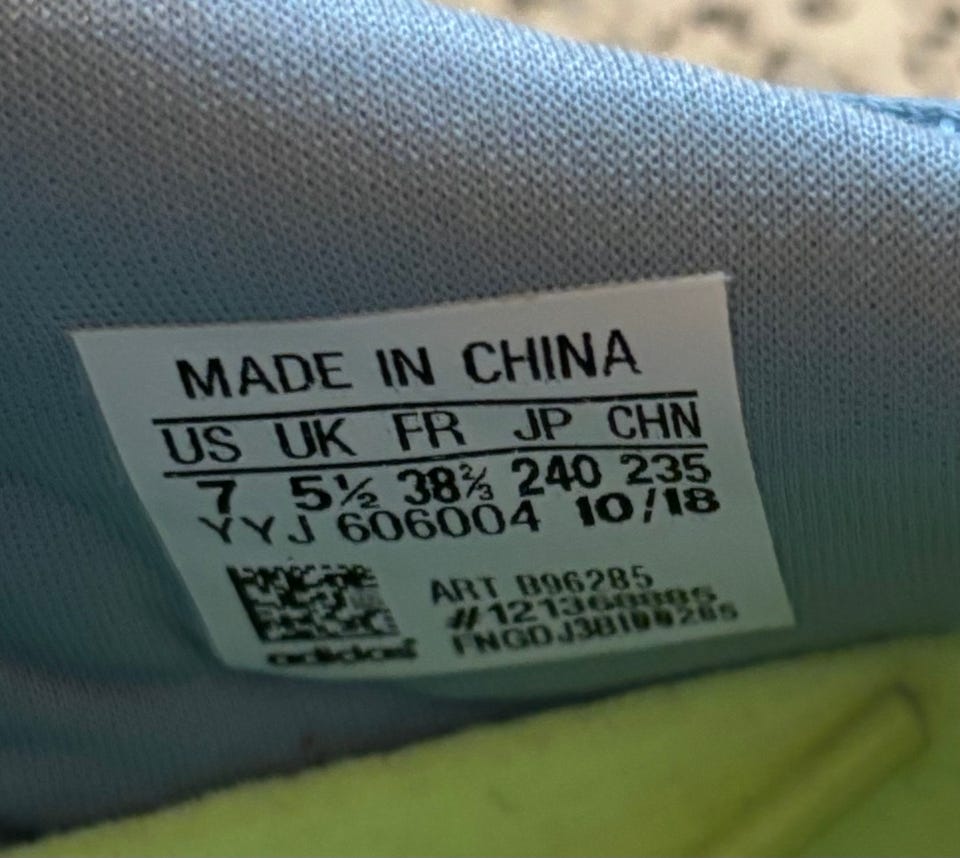 MADE IN CHINA
US UK FR JP CHN
7 5½ 38⅔ 240 235
YYJ 606004 10/18
ART B96285
adidas